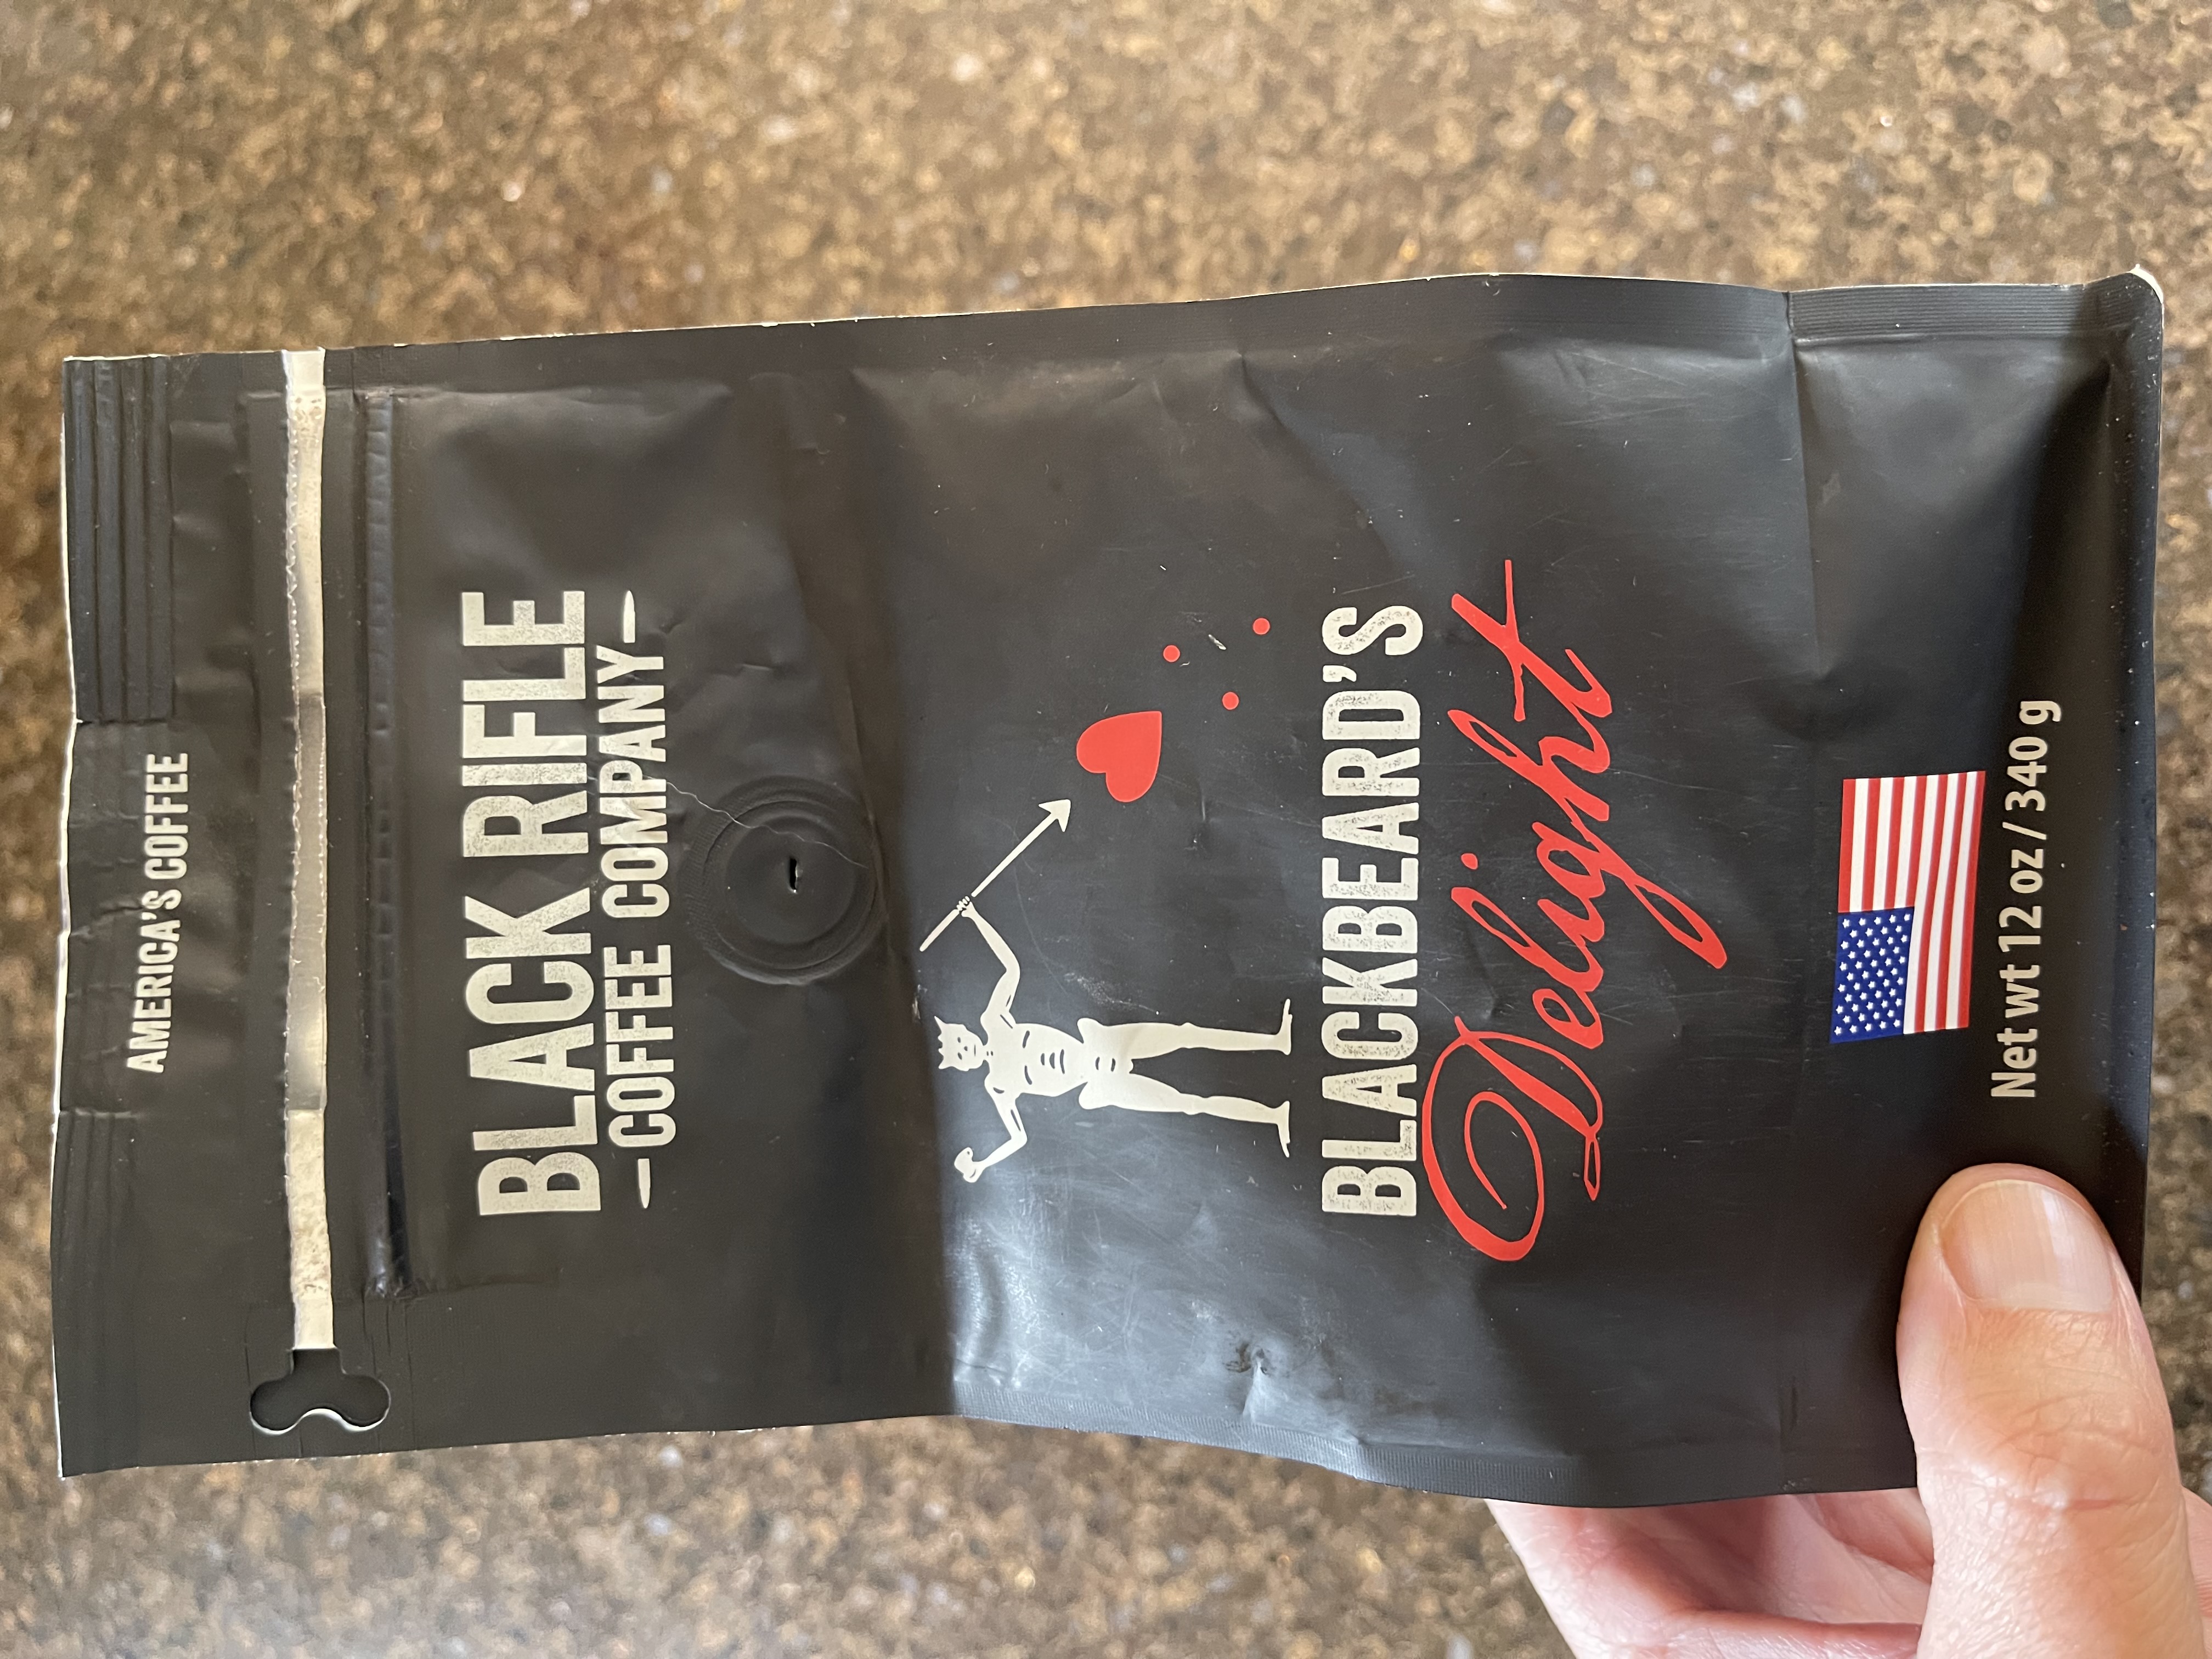 AMERICA'S COFFEE
BLACK RIFLE
COFFEE COMPANY
BLACKBEARD'S
Delight
Net wt 12 oz / 340 g